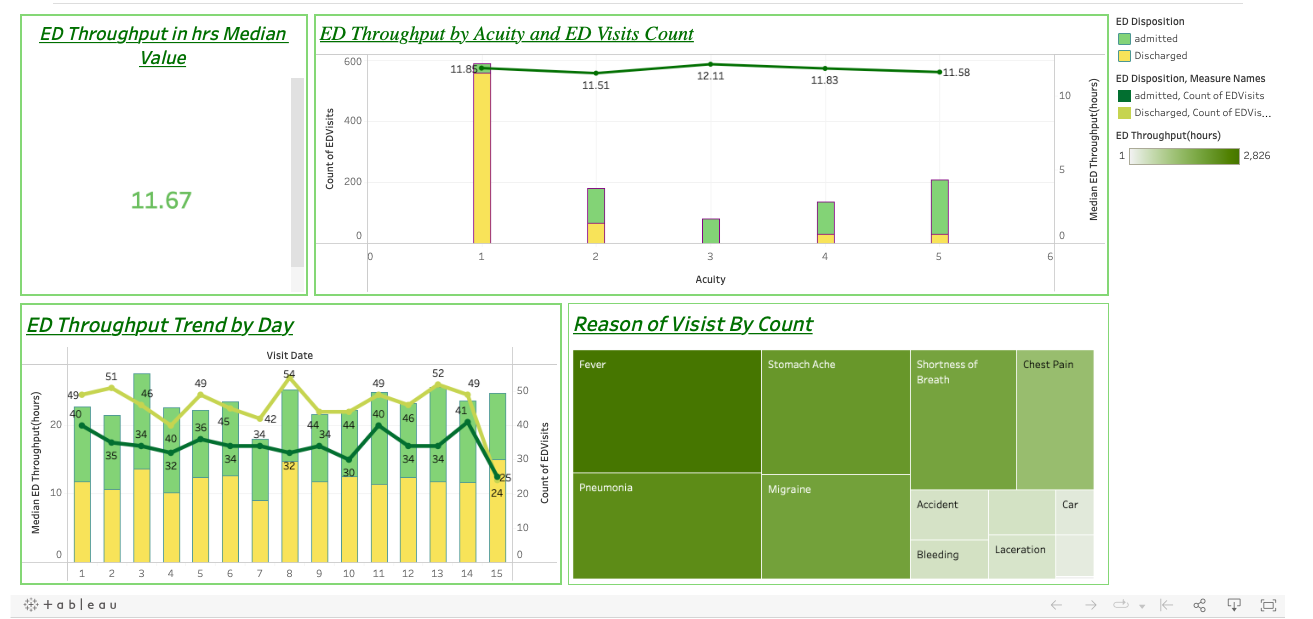 ED Throughput in hrs Median
Value
11.67
ED Throughput by Acuity and ED Visits Count
Count of EDVisits
600
400
200
0
11.85
11.51
12.11
11.83
11.58
10
5
0
Median ED Throughput(hours)
0 1 2 3 4 5 6
Acuity
ED Disposition
admitted
Discharged
ED Disposition, Measure Names
admitted, Count of EDVisits
Discharged, Count of EDVis...
ED Throughput(hours)
1 2,826
ED Throughput Trend by Day
Visit Date
Median ED Throughput(hours)
20
10
0
49 51 46 40 49 45 42 54 44 44 49 46 52 49 25
40 35 34 32 36 34 34 32 34 30 40 34 34 41 24
50
40
30
20
10
0
Count of EDVisits
1 2 3 4 5 6 7 8 9 10 11 12 13 14 15
Reason of Visist By Count
Fever
Pneumonia
Stomach Ache
Migraine
Shortness of
Breath
Chest Pain
Accident
Bleeding
Laceration
Car
+ a b l e a u